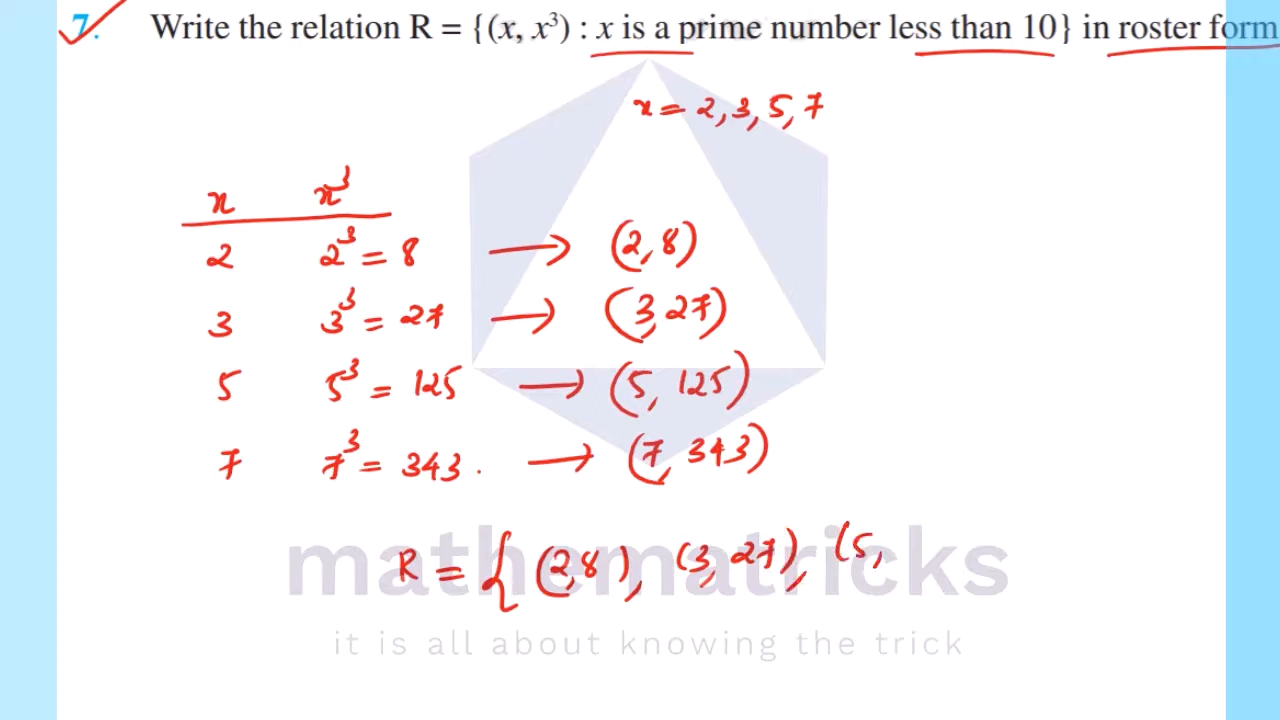 7. Write the relation R = {(x, x³) : x is a prime number less than 10} in roster form
x = 2, 3, 5, 7
x x³
2 2³ = 8 → (2, 8)
3 3³ = 27 → (3, 27)
5 5³ = 125 → (5, 125)
7 7³ = 343. → (7, 343)
R = { (2,8), (3, 27), (5,
mathematricks
it is all about knowing the trick